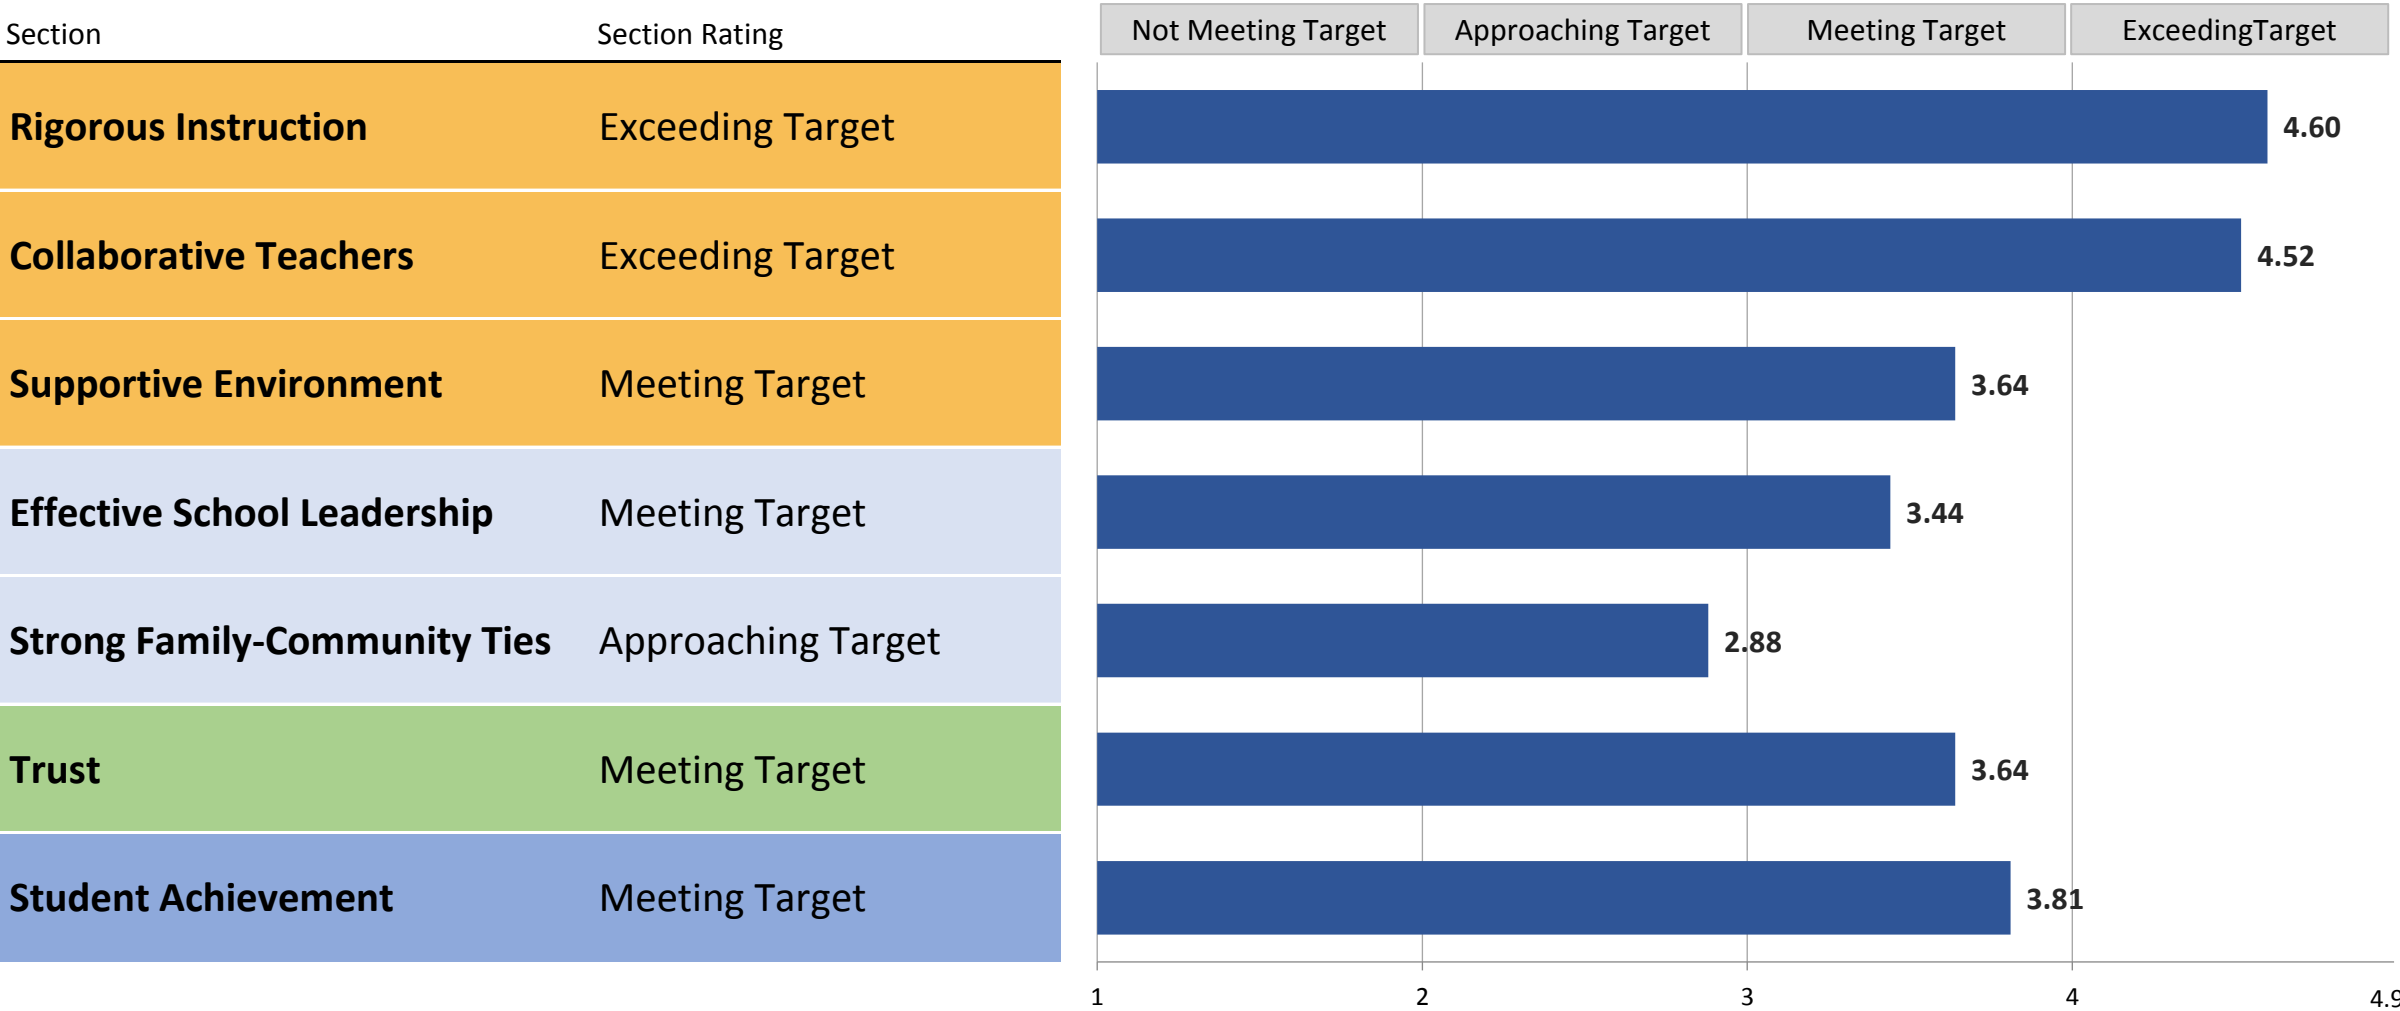 Section Section Rating Not Meeting Target Approaching Target Meeting Target ExceedingTarget
Rigorous Instruction Exceeding Target 4.60
Collaborative Teachers Exceeding Target 4.52
Supportive Environment Meeting Target 3.64
Effective School Leadership Meeting Target 3.44
Strong Family-Community Ties Approaching Target 2.88
Trust Meeting Target 3.64
Student Achievement Meeting Target 3.81
1 2 3 4 4.9